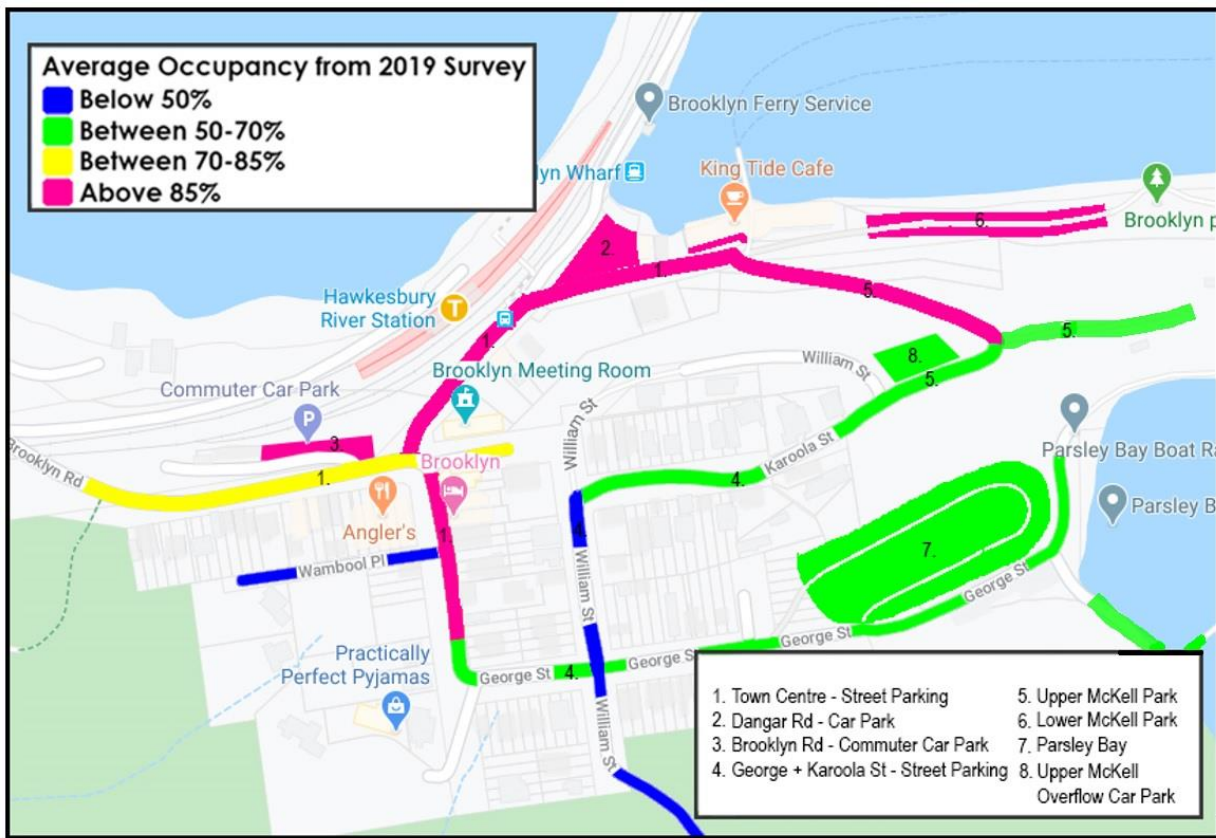 Average Occupancy from 2019 Survey
Below 50%
Between 50-70%
Between 70-85%
Above 85%
Brooklyn Ferry Service
lyn Wharf
King Tide Cafe
6.
Brooklyn p
2.
1.
5.
Hawkesbury
River Station
T
1.
5.
8.
William St
5.
Brooklyn Meeting Room
Commuter Car Park
P
3.
William St
Parsley Bay Boat Ra
Brooklyn Rd
1.
Brooklyn
Karoola St
4.
Parsley B
Angler's
1.
4.
7.
Wambool Pl
William St
George St
George St
Practically
Perfect Pyjamas
George St
4.
George S
William St
1. Town Centre - Street Parking
2. Dangar Rd - Car Park
3. Brooklyn Rd - Commuter Car Park
4. George + Karoola St - Street Parking
5. Upper McKell Park
6. Lower McKell Park
7. Parsley Bay
8. Upper McKell
Overflow Car Park